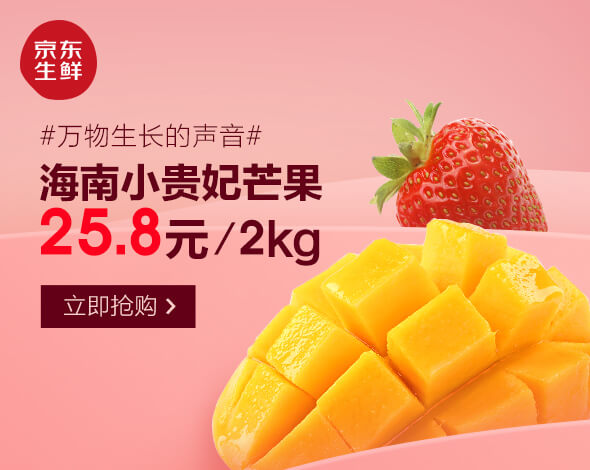 京东
生鲜
#万物生长的声音#
海南小贵妃芒果
25.8元/2kg
立即抢购 >